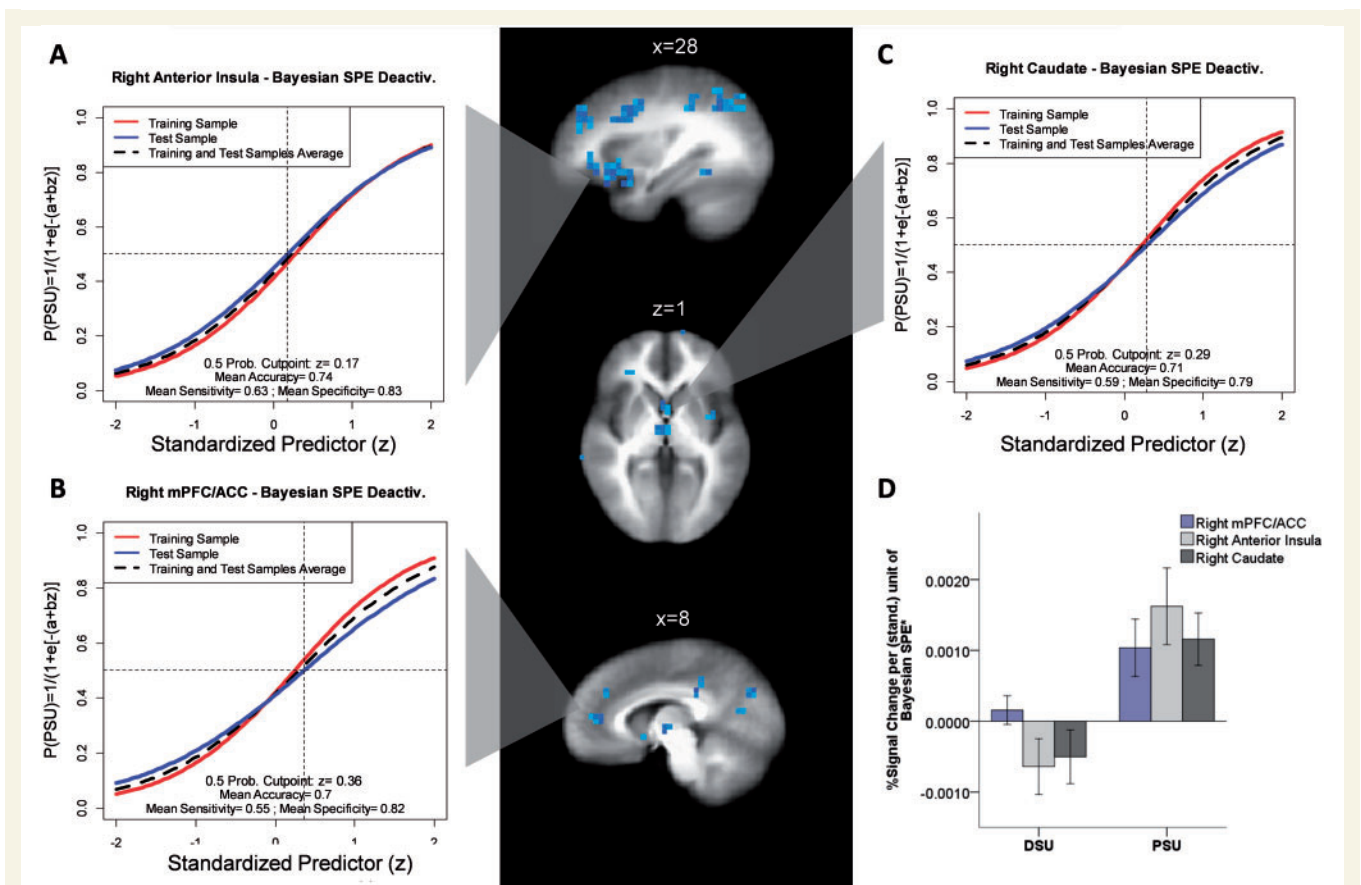 A
Right Anterior Insula - Bayesian SPE Deactiv.
Training Sample
Test Sample
Training and Test Samples Average
P(PSU)=1/(1+e[-(a+bz)]
1.0
0.8
0.6
0.4
0.2
0.0
0.5 Prob. Cutpoint: z= 0.17
Mean Accuracy= 0.74
Mean Sensitivity= 0.63 ; Mean Specificity= 0.83
-2 -1 0 1 2
Standardized Predictor (z)
B
Right mPFC/ACC - Bayesian SPE Deactiv.
Training Sample
Test Sample
Training and Test Samples Average
P(PSU)=1/(1+e[-(a+bz)]
1.0
0.8
0.6
0.4
0.2
0.0
0.5 Prob. Cutpoint: z= 0.36
Mean Accuracy= 0.7
Mean Sensitivity= 0.55 ; Mean Specificity= 0.82
-2 -1 0 1 2
Standardized Predictor (z)
x=28
z=1
x=8
C
Right Caudate - Bayesian SPE Deactiv.
Training Sample
Test Sample
Training and Test Samples Average
P(PSU)=1/(1+e[-(a+bz)]
1.0
0.8
0.6
0.4
0.2
0.0
0.5 Prob. Cutpoint: z= 0.29
Mean Accuracy= 0.71
Mean Sensitivity= 0.59 ; Mean Specificity= 0.79
-2 -1 0 1 2
Standardized Predictor (z)
D
Right mPFC/ACC
Right Anterior Insula
Right Caudate
%Signal Change per (stand.) unit of
Bayesian SPE*
0.0020
0.0010
0.0000
-0.0010
DSU PSU